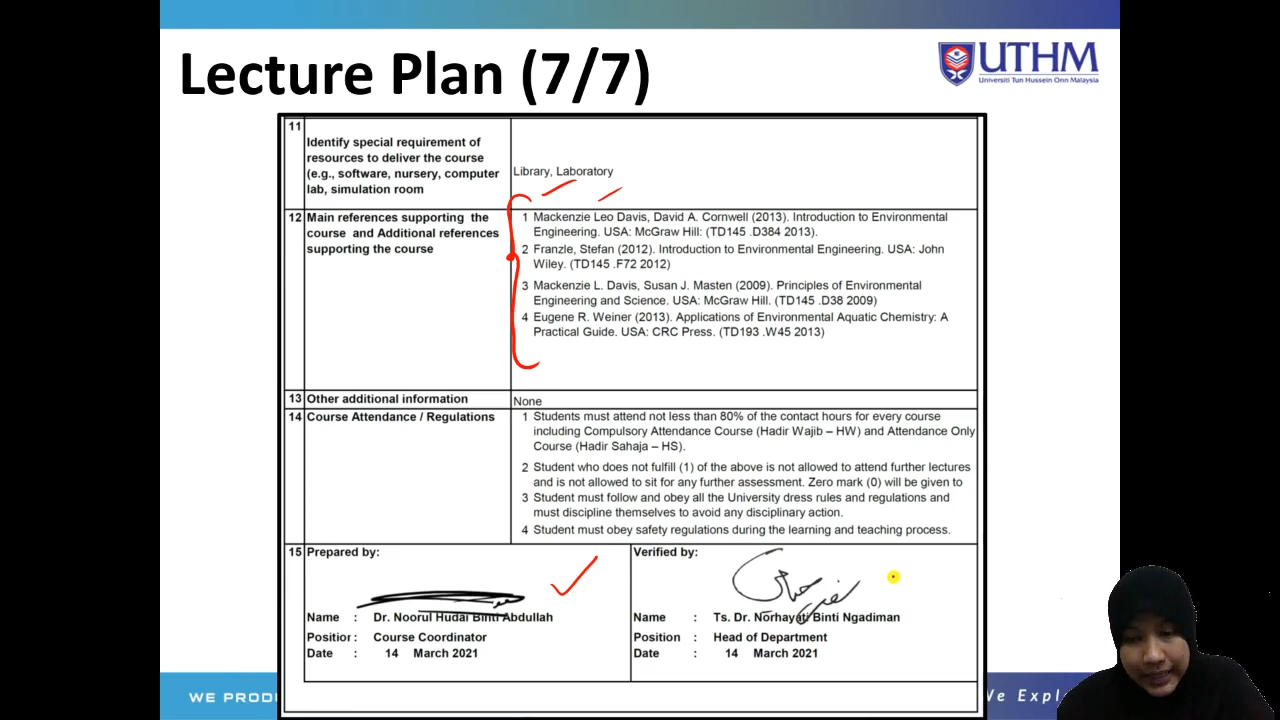 Lecture Plan (7/7)
UTHM
Universiti Tun Hussein Onn Malaysia
11
Identify special requirement of
resources to deliver the course
(e.g., software, nursery, computer
lab, simulation room
Library, Laboratory
12 Main references supporting the
course and Additional references
supporting the course
1 Mackenzie Leo Davis, David A. Cornwell (2013). Introduction to Environmental
Engineering. USA: McGraw Hill: (TD145 .D384 2013).
2 Franzle, Stefan (2012). Introduction to Environmental Engineering. USA: John
Wiley. (TD145 .F72 2012)
3 Mackenzie L. Davis, Susan J. Masten (2009). Principles of Environmental
Engineering and Science. USA: McGraw Hill. (TD145 .D38 2009)
4 Eugene R. Weiner (2013). Applications of Environmental Aquatic Chemistry: A
Practical Guide. USA: CRC Press. (TD193 .W45 2013)
13 Other additional information
None
14 Course Attendance / Regulations
1 Students must attend not less than 80% of the contact hours for every course
including Compulsory Attendance Course (Hadir Wajib – HW) and Attendance Only
Course (Hadir Sahaja – HS).
2 Student who does not fulfill (1) of the above is not allowed to attend further lectures
and is not allowed to sit for any further assessment. Zero mark (0) will be given to
3 Student must follow and obey all the University dress rules and regulations and
must discipline themselves to avoid any disciplinary action.
4 Student must obey safety regulations during the learning and teaching process.
15 Prepared by:
Name : Dr. Noorul Hudai Binti Abdullah
Position : Course Coordinator
Date : 14 March 2021
Verified by:
Name : Ts. Dr. Norhayati Binti Ngadiman
Position : Head of Department
Date : 14 March 2021
WE PRODU
We Expl